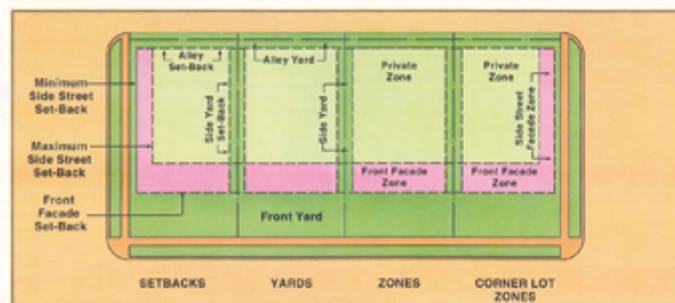 Alley
Set-Back
Alley Yard
Private
Zone
Private
Zone
Minimum
Side Street
Set-Back
Side Yard
Set-Back
Side Yard
Side Street
Facade Zone
Maximum
Side Street
Set-Back
Front Facade
Zone
Front Facade
Zone
Front
Facade
Set-Back
Front Yard
SETBACKS
YARDS
ZONES
CORNER LOT
ZONES